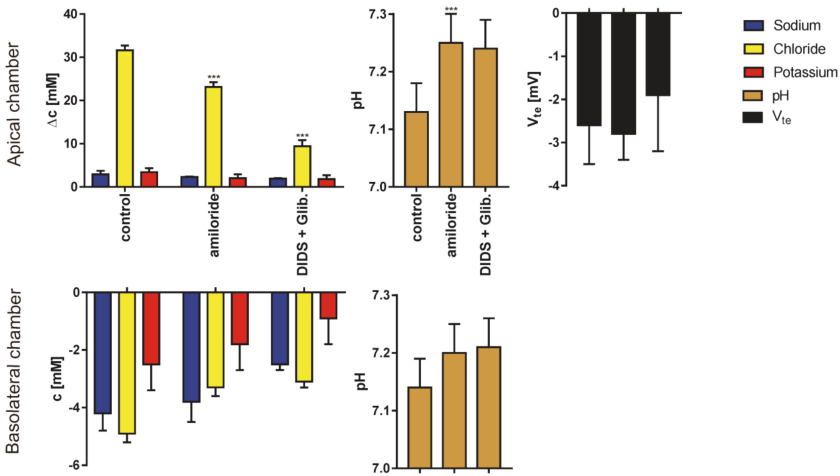 Apical chamber
Δc [mM]
40
30
20
10
0
***
***
control
amiloride
DIDS + Glib.
pH
7.3
7.2
7.1
7.0
***
control
amiloride
DIDS + Glib.
Vte [mV]
0
-1
-2
-3
-4
Sodium
Chloride
Potassium
pH
Vte
Basolateral chamber
c [mM]
0
-2
-4
-6
pH
7.3
7.2
7.1
7.0